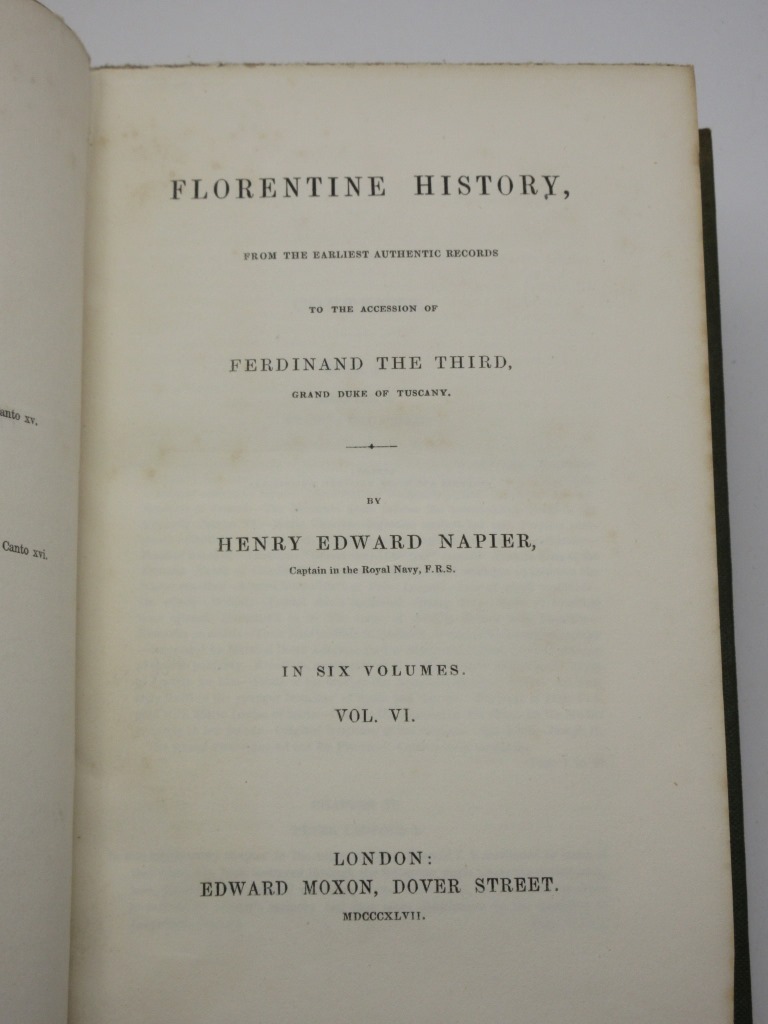 anto xv.
Canto xvi.
FLORENTINE HISTORY,
FROM THE EARLIEST AUTHENTIC RECORDS
TO THE ACCESSION OF
FERDINAND THE THIRD,
GRAND DUKE OF TUSCANY.
BY
HENRY EDWARD NAPIER,
Captain in the Royal Navy, F.R.S.
IN SIX VOLUMES.
VOL. VI.
LONDON:
EDWARD MOXON, DOVER STREET.
MDCCCXLVII.